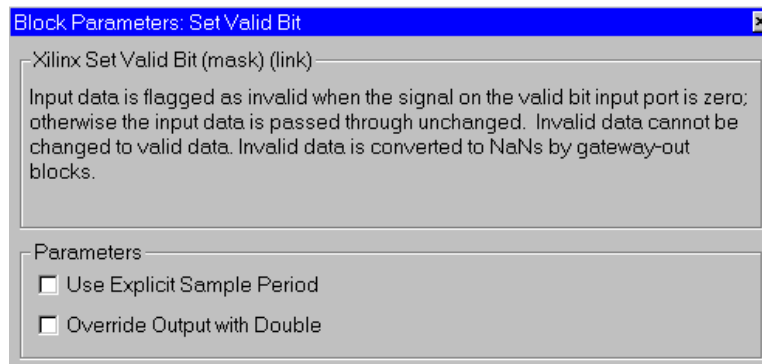 Block Parameters: Set Valid Bit
Xilinx Set Valid Bit (mask) (link)
Input data is flagged as invalid when the signal on the valid bit input port is zero;
otherwise the input data is passed through unchanged. Invalid data cannot be
changed to valid data. Invalid data is converted to NaNs by gateway-out
blocks.
Parameters
Use Explicit Sample Period
Override Output with Double